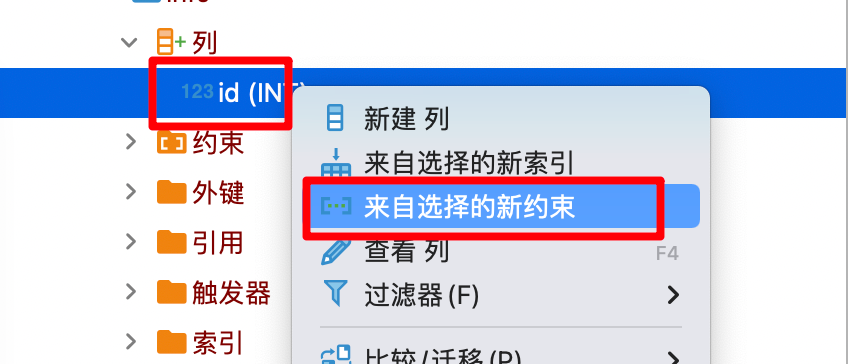 列
123 id (INT)
新建 列
约束
来自选择的新索引
外键
来自选择的新约束
引用
查看 列 F4
触发器
过滤器(F)
索引
比较/迁移(P)